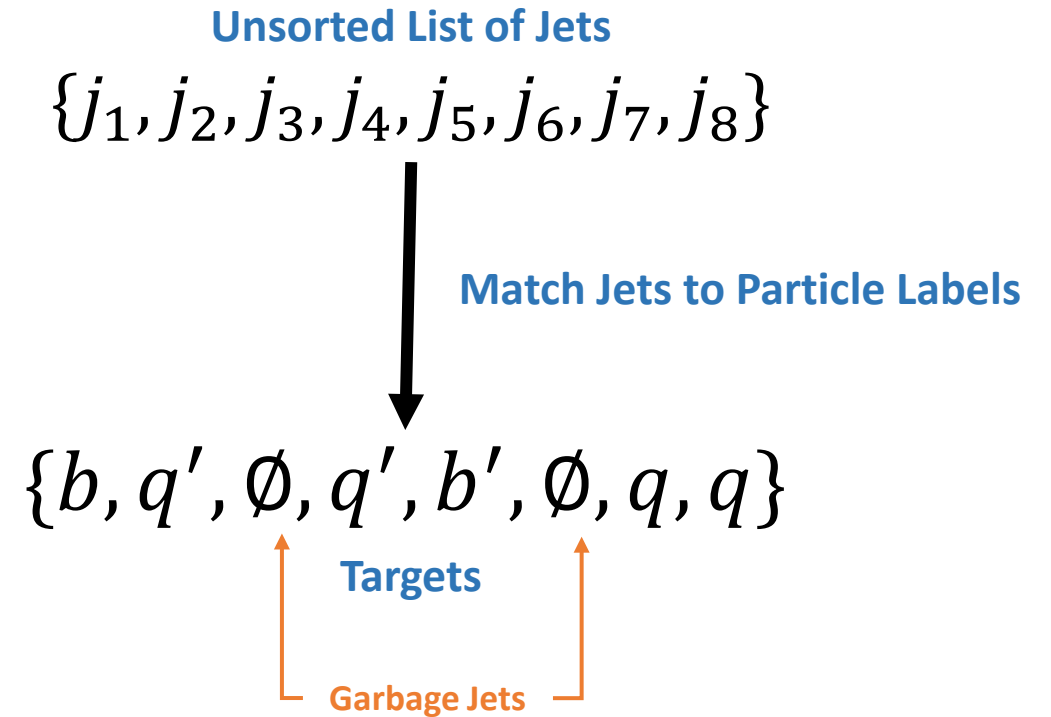 Unsorted List of Jets
{j₁, j₂, j₃, j₄, j₅, j₆, j₇, j₈}
Match Jets to Particle Labels
{b, q′, ∅, q′, b′, ∅, q, q}
Targets
Garbage Jets